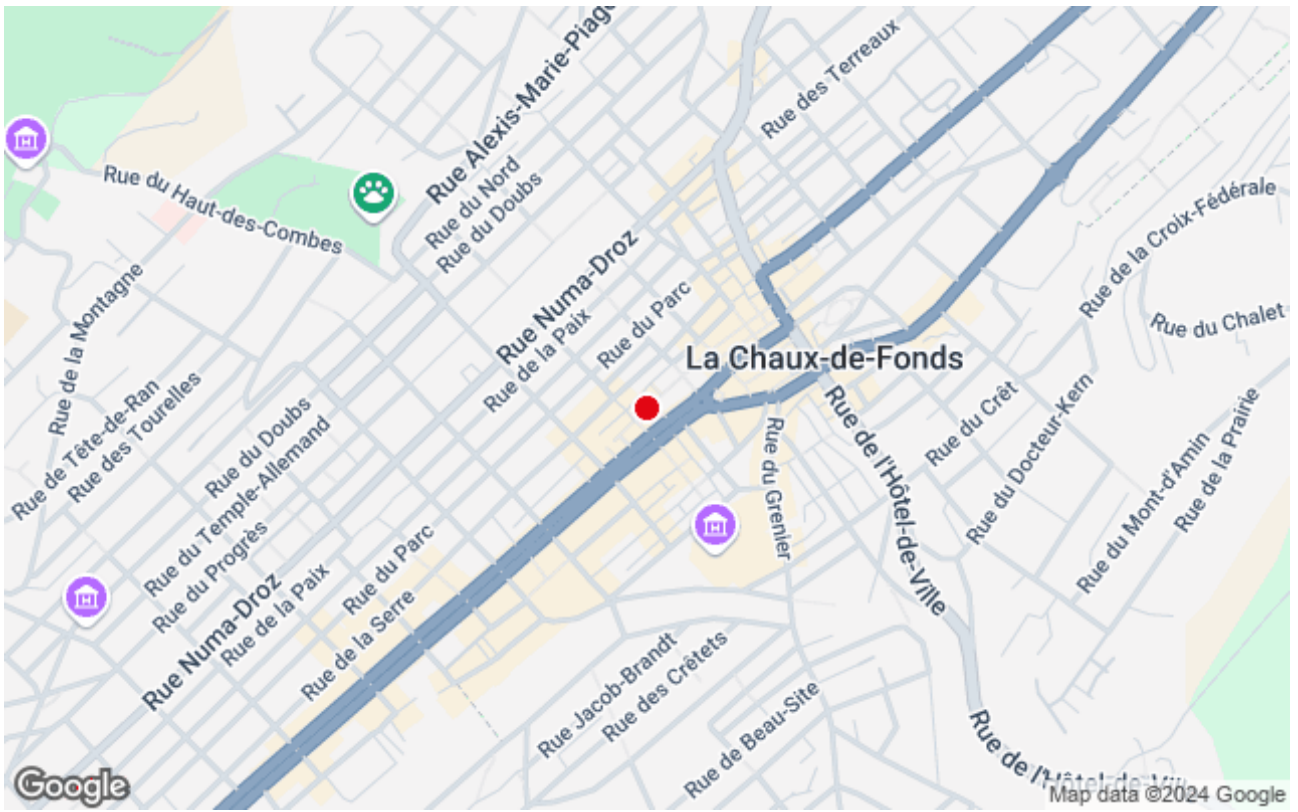 Rue Alexis-Marie-Piage
Rue des Terreaux
Rue du Haut-des-Combes
Rue du Nord
Rue du Doubs
Rue de la Croix-Fédérale
Rue Numa-Droz
Rue de la Montagne
Rue du Parc
Rue de la Paix
Rue du Chalet
La Chaux-de-Fonds
Rue de Tête-de-Ran
Rue des Tourelles
Rue du Doubs
Rue du Temple-Allemand
Rue du Progrès
Rue du Grenier
Rue de l'Hôtel-de-Ville
Rue du Crêt
Rue du Docteur-Kern
Rue du Mont-d'Amin
Rue de la Prairie
Rue Numa-Droz
Rue de la Paix
Rue du Parc
Rue de la Serre
Rue Jacob-Brandt
Rue des Crêtets
Rue de Beau-Site
Rue de l'Hôtel-de-Vill
Google
Map data ©2024 Google